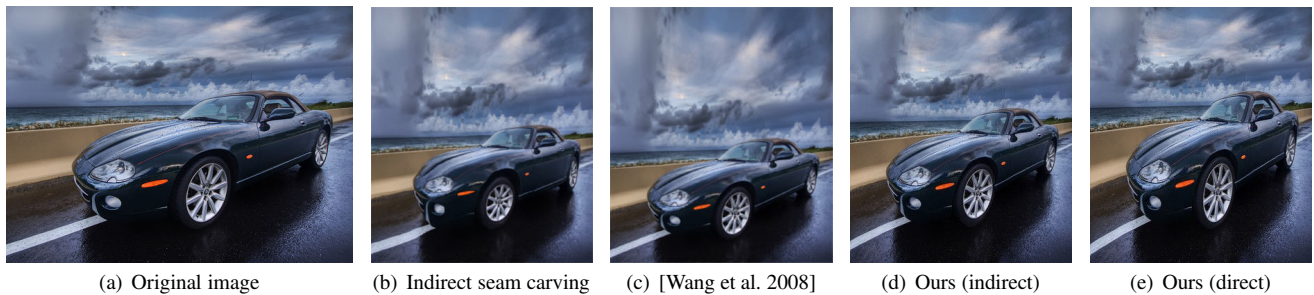 (a) Original image
(b) Indirect seam carving
(c) [Wang et al. 2008]
(d) Ours (indirect)
(e) Ours (direct)